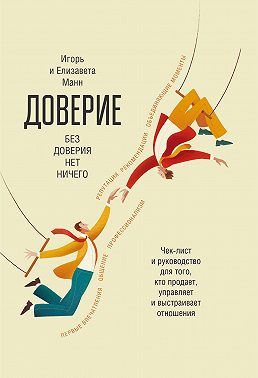 Игорь
и Елизавета
Манн
ДОВЕРИЕ
БЕЗ
ДОВЕРИЯ
НЕТ
НИЧЕГО
РЕПУТАЦИЯ РЕКОМЕНДАЦИИ ОБЪЕДИНЯЮЩИЕ МОМЕНТЫ
ПЕРВЫЕ ВПЕЧАТЛЕНИЯ ОБЩЕНИЕ ПРОФЕССИОНАЛИЗМ
Чек-лист
и руководство
для того,
кто продает,
управляет
и выстраивает
отношения